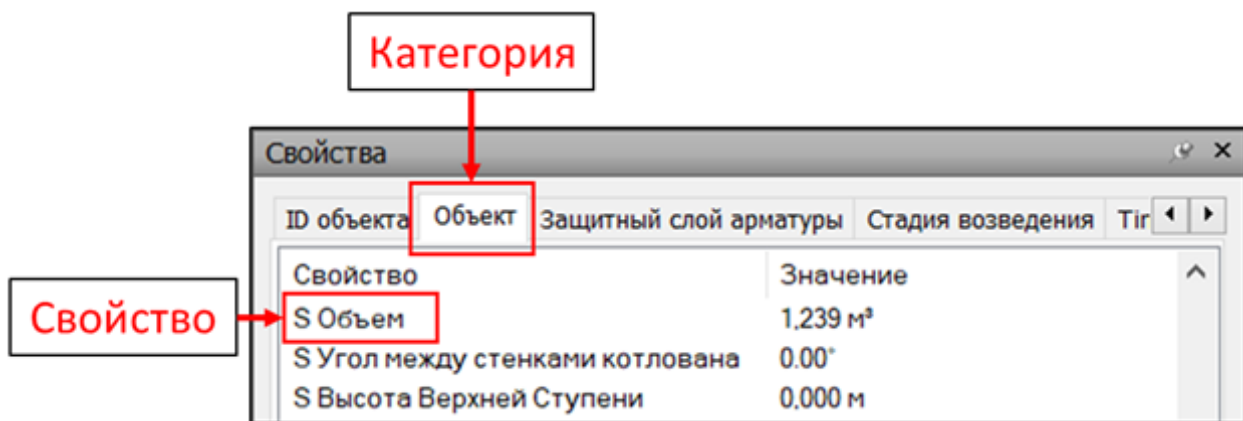 Категория
Свойства
ID объекта Объект Защитный слой арматуры Стадия возведения
Свойство Значение
Свойство S Объем 1,239 м³
S Угол между стенками котлована 0.00°
S Высота Верхней Ступени 0,000 м